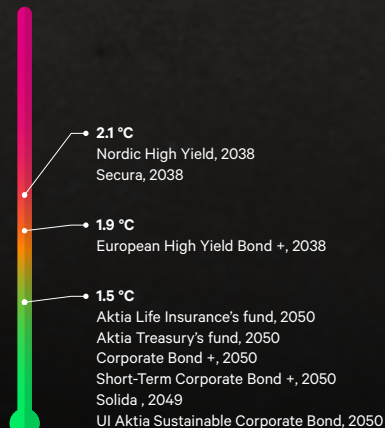 2.1 °C
Nordic High Yield, 2038
Secura, 2038
1.9 °C
European High Yield Bond +, 2038
1.5 °C
Aktia Life Insurance's fund, 2050
Aktia Treasury's fund, 2050
Corporate Bond +, 2050
Short-Term Corporate Bond +, 2050
Solida , 2049
UI Aktia Sustainable Corporate Bond, 2050